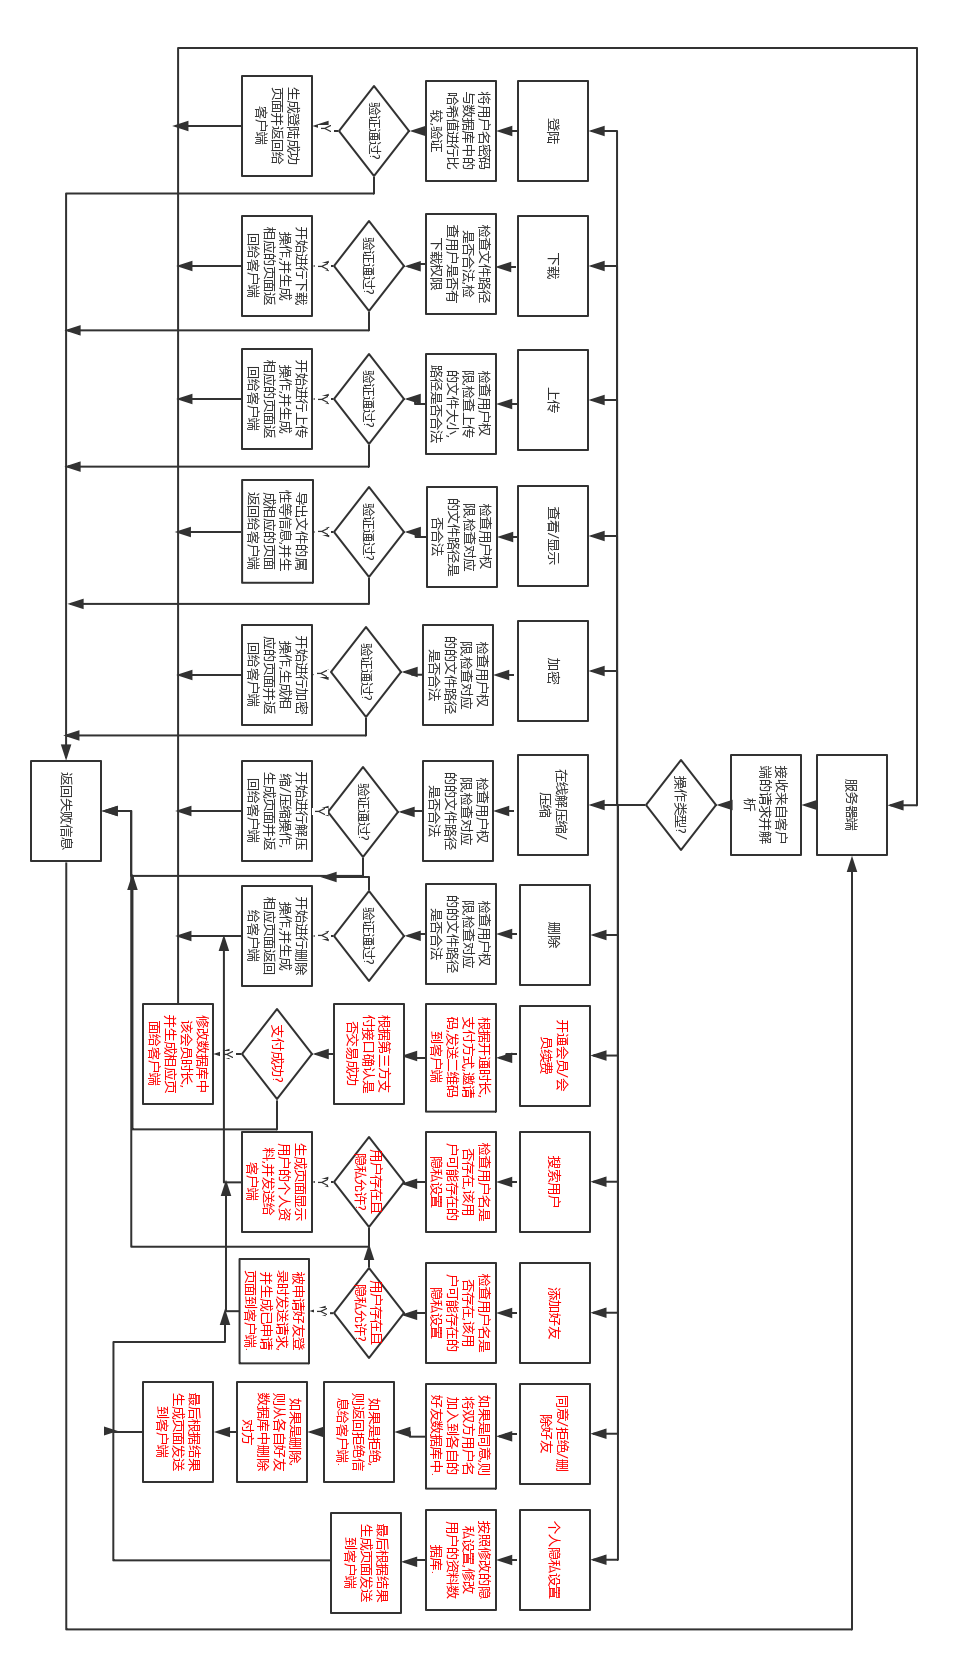 服务器端
接收来自客户
端的请求并解
析
操作类型?
登陆
将用户名密码
与数据库中的
哈希值进行比
较,验证
验证通过?
Y
生成登陆成功
页面并返回给
客户端
下载
检查文件路径
是否合法,检
查用户是否有
下载权限
验证通过?
Y
开始进行下载
操作,并生成
相应的页面返
回给客户端
上传
检查用户权
限,检查上传
的文件大小,
路径是否合法
验证通过?
Y
开始进行上传
操作,并生成
相应的页面返
回给客户端
查看/显示
检查用户权
限,检查对应
的文件路径是
否合法
验证通过?
Y
导出文件的属
性等信息,并生
成相应的页面
返回给客户端
加密
检查用户权
限,检查对应
的的文件路径
是否合法
验证通过?
Y
开始进行加密
操作,生成相
应的页面并返
回给客户端
在线解压缩/
压缩
检查用户权
限,检查对应
的的文件路径
是否合法
验证通过?
Y
开始进行解压
缩/压缩操作,
生成页面并返
回给客户端
返回失败信息
删除
检查用户权
限,检查对应
的的文件路径
是否合法
验证通过?
Y
开始进行删除
操作,并生成
相应页面返回
给客户端
开通会员/会
员续费
根据开通时长,
支付方式,邀请
码,发送二维码
到客户端
根据第三方支
付接口确认是
否交易成功
支付成功?
Y
修改数据库中
该会员时长,
并生成相应页
面给客户端
搜索用户
检查用户名是
否存在,该用
户可能存在的
隐私设置
用户存在且
隐私允许?
Y
生成页面显示
用户的个人资
料,并发送给
客户端
添加好友
检查用户名是
否存在,该用
户可能存在的
隐私设置
用户存在且
隐私允许?
Y
被申请好友登
录时发送请求,
并生成已申请
页面到客户端.
同意/拒绝/删
除好友
如果是同意,则
将双方用户名
加入到各自的
好友数据库中.
如果是拒绝,
则返回拒绝信
息给客户端.
如果是删除,
则从各自好友
数据库中删除
对方
最后根据结果
生成页面发送
到客户端
个人隐私设置
按照修改的隐
私设置,修改
用户的资料数
据库.
最后根据结果
生成页面发送
到客户端